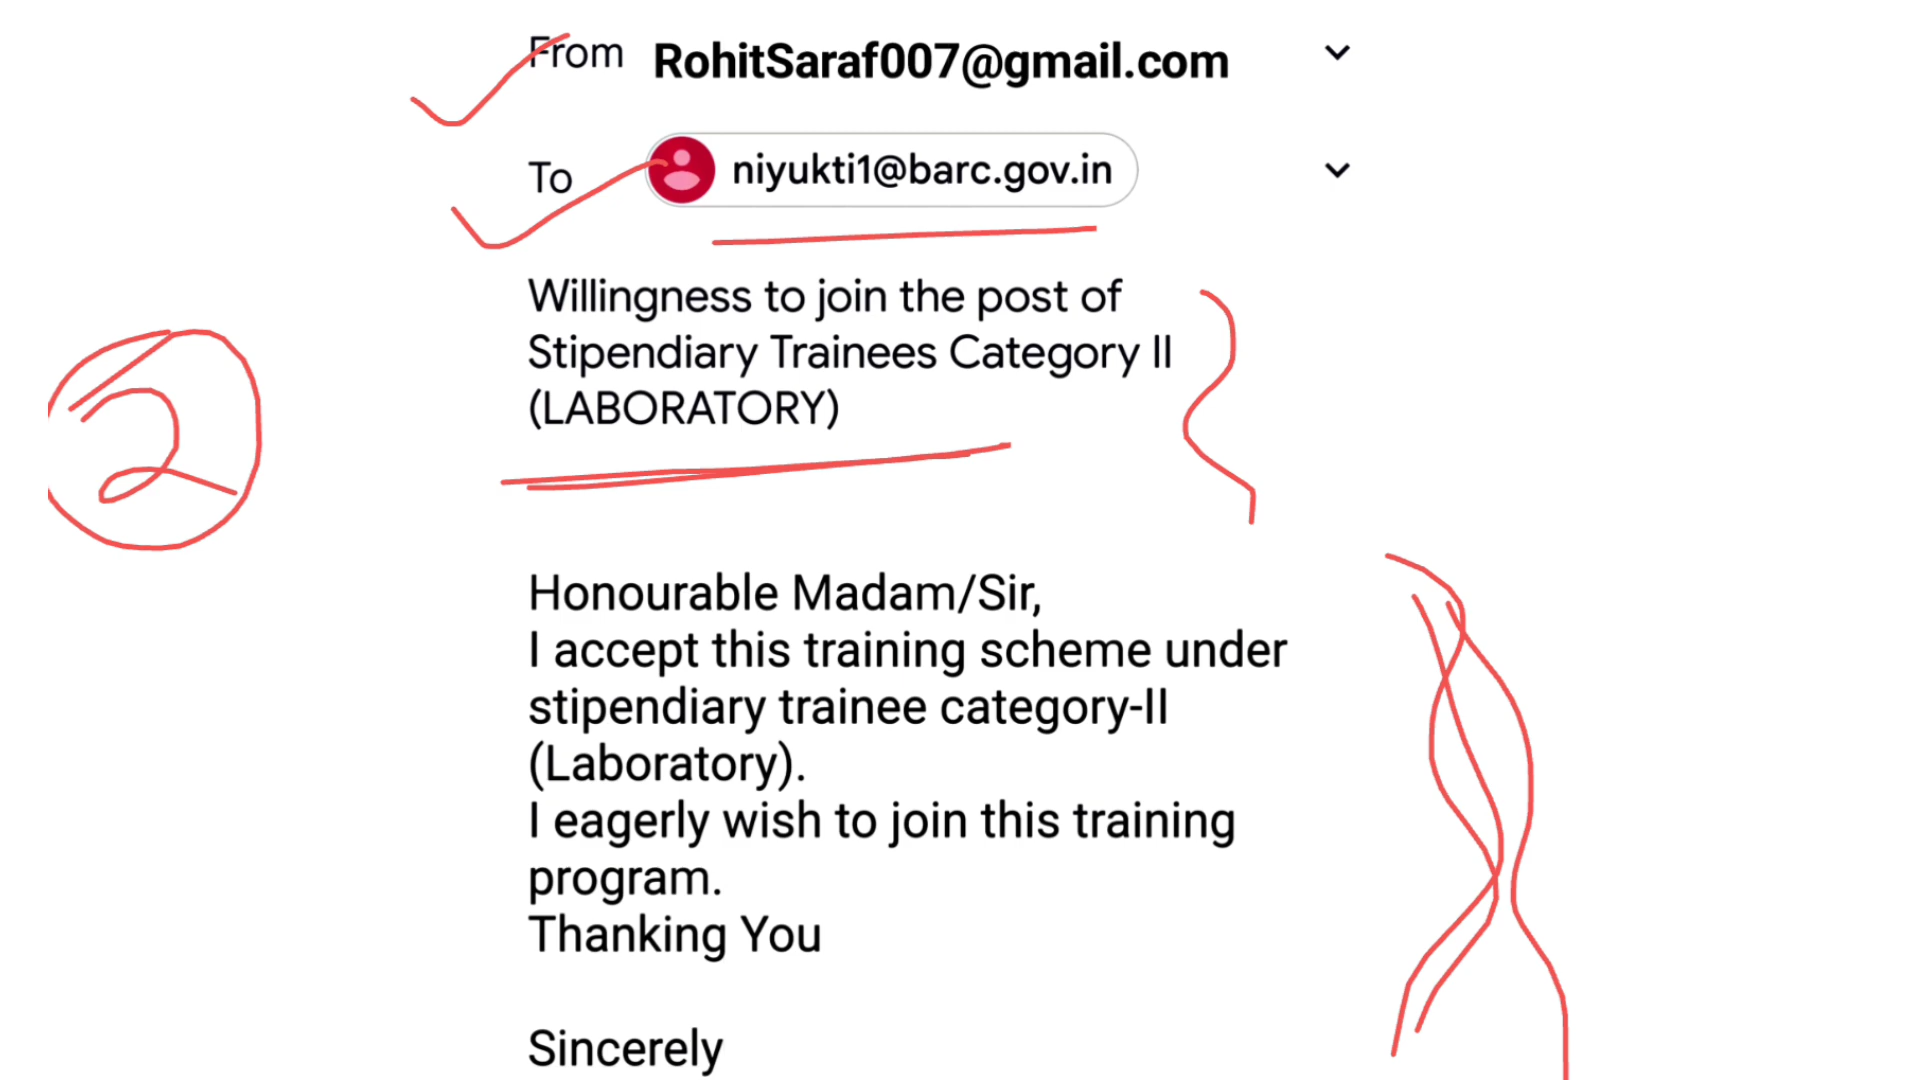 From RohitSaraf007@gmail.com
To niyukti1@barc.gov.in
Willingness to join the post of
Stipendiary Trainees Category II
(LABORATORY)
2
Honourable Madam/Sir,
I accept this training scheme under
stipendiary trainee category-II
(Laboratory).
I eagerly wish to join this training
program.
Thanking You
Sincerely